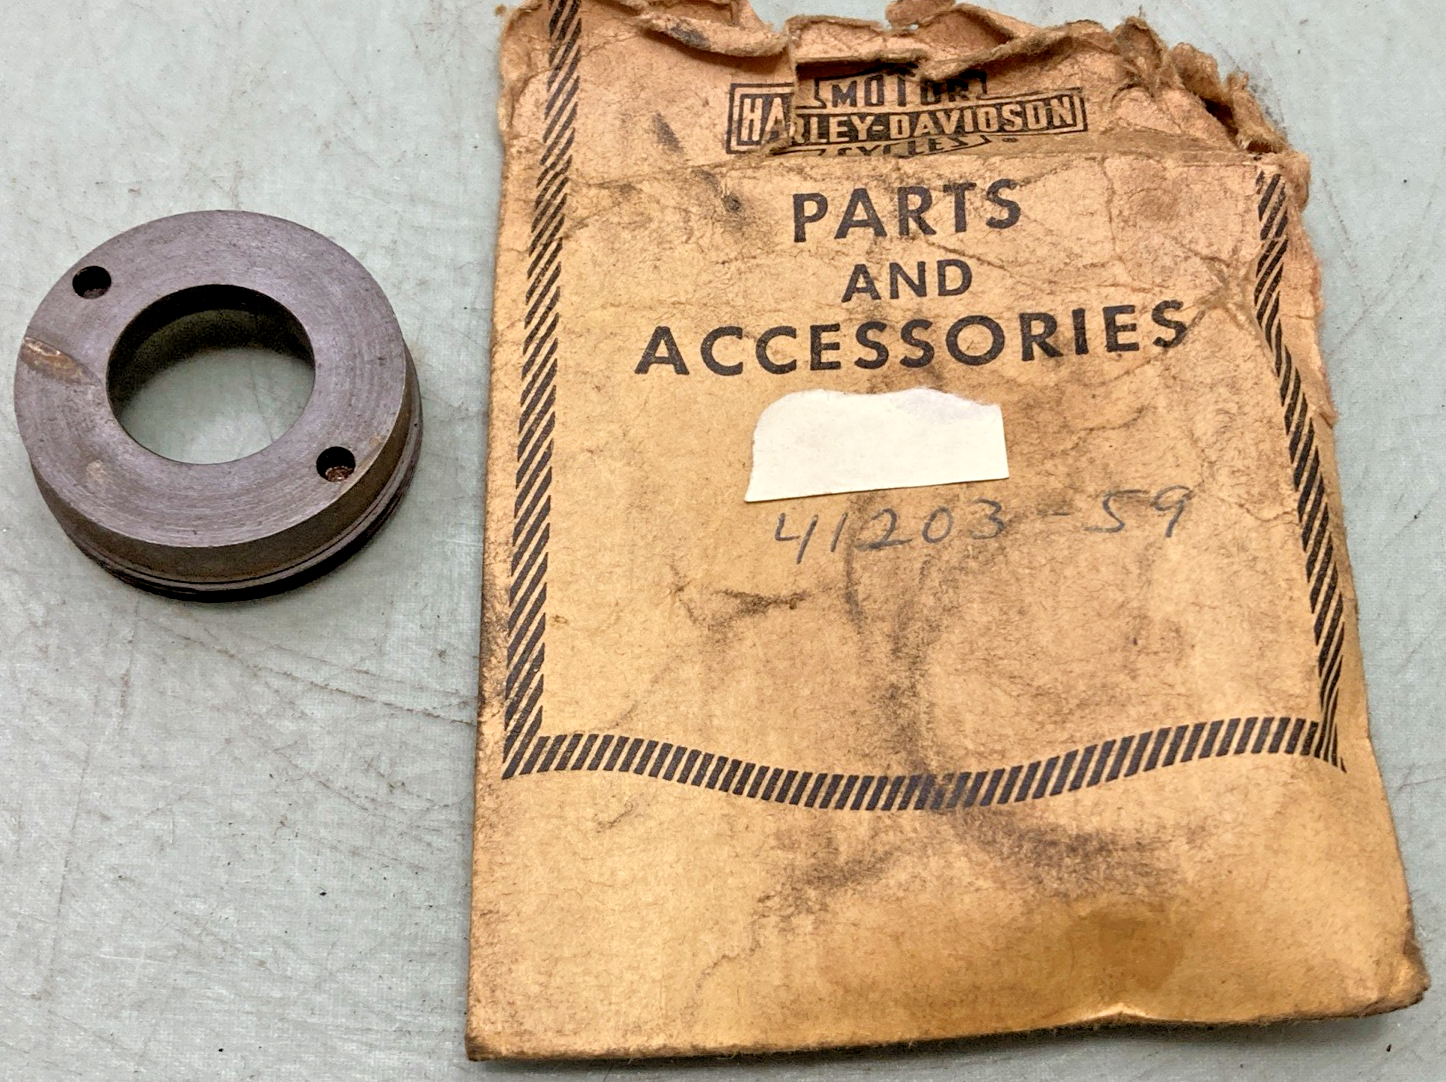 MOTOR
HARLEY-DAVIDSON
CYCLES ®
PARTS
AND
ACCESSORIES
41203-59